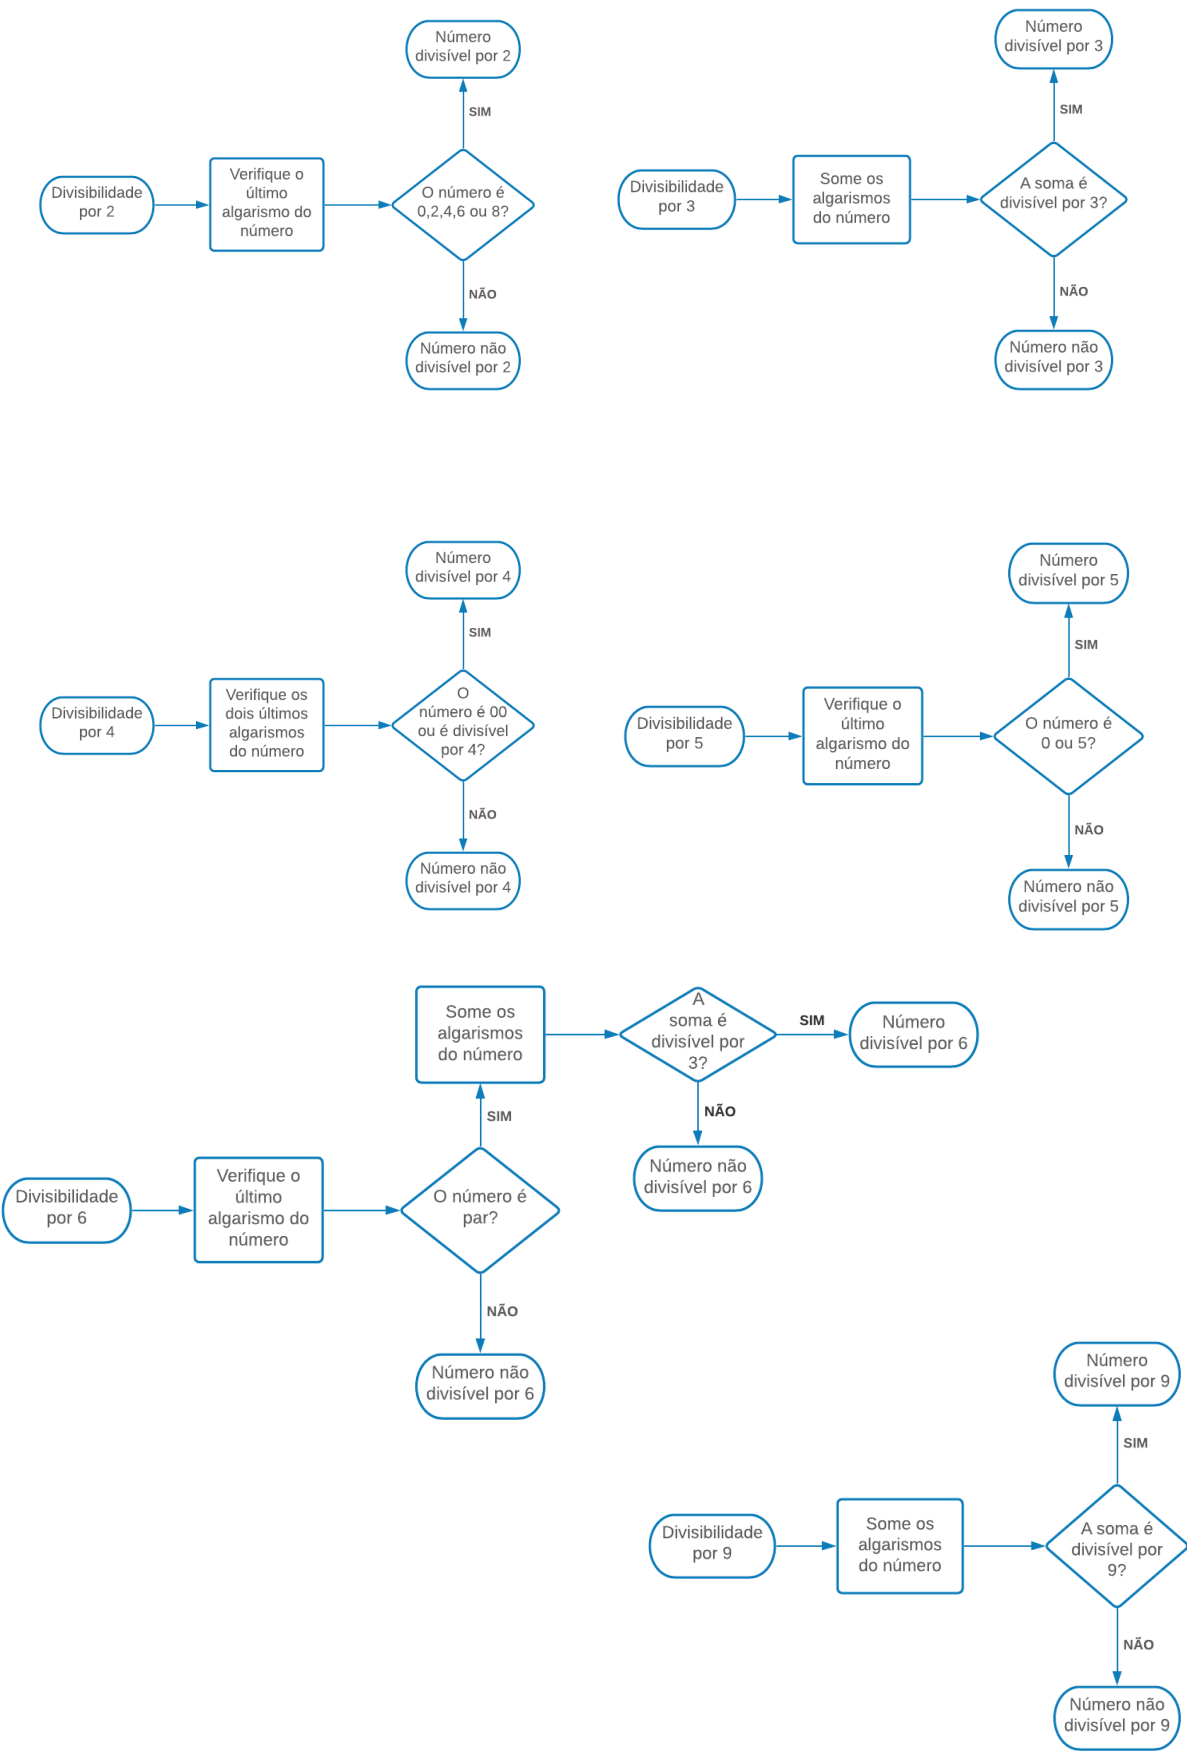 Divisibilidade
por 2
Verifique o
último
algarismo do
número
O número é
0,2,4,6 ou 8?
SIM
Número
divisível por 2
NÃO
Número não
divisível por 2
Divisibilidade
por 3
Some os
algarismos
do número
A soma é
divisível por 3?
SIM
Número
divisível por 3
NÃO
Número não
divisível por 3
Divisibilidade
por 4
Verifique os
dois últimos
algarismos
do número
O
número é 00
ou é divisível
por 4?
SIM
Número
divisível por 4
NÃO
Número não
divisível por 4
Divisibilidade
por 5
Verifique o
último
algarismo do
número
O número é
0 ou 5?
SIM
Número
divisível por 5
NÃO
Número não
divisível por 5
Divisibilidade
por 6
Verifique o
último
algarismo do
número
O número é
par?
SIM
Some os
algarismos
do número
A
soma é
divisível por
3?
SIM
Número
divisível por 6
NÃO
Número não
divisível por 6
NÃO
Número não
divisível por 6
Divisibilidade
por 9
Some os
algarismos
do número
A soma é
divisível por
9?
SIM
Número
divisível por 9
NÃO
Número não
divisível por 9